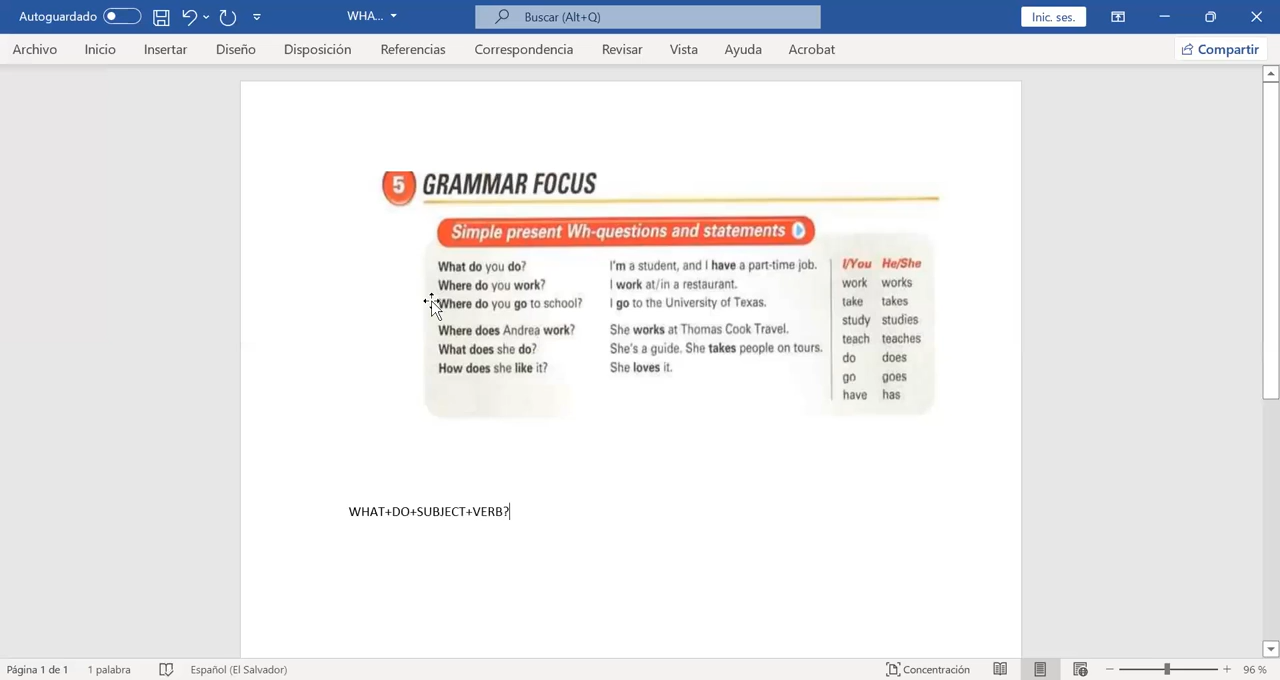 Autoguardado WHA... Buscar (Alt+Q) Inic. ses.
Archivo Inicio Insertar Diseño Disposición Referencias Correspondencia Revisar Vista Ayuda Acrobat Compartir
5 GRAMMAR FOCUS
Simple present Wh-questions and statements
What do you do? I'm a student, and I have a part-time job. I/You He/She
Where do you work? I work at/in a restaurant. work works
Where do you go to school? I go to the University of Texas. take takes
study studies
Where does Andrea work? She works at Thomas Cook Travel. teach teaches
What does she do? She's a guide. She takes people on tours. do does
How does she like it? She loves it. go goes
have has
WHAT+DO+SUBJECT+VERB?
Página 1 de 1 1 palabra Español (El Salvador) Concentración 96 %